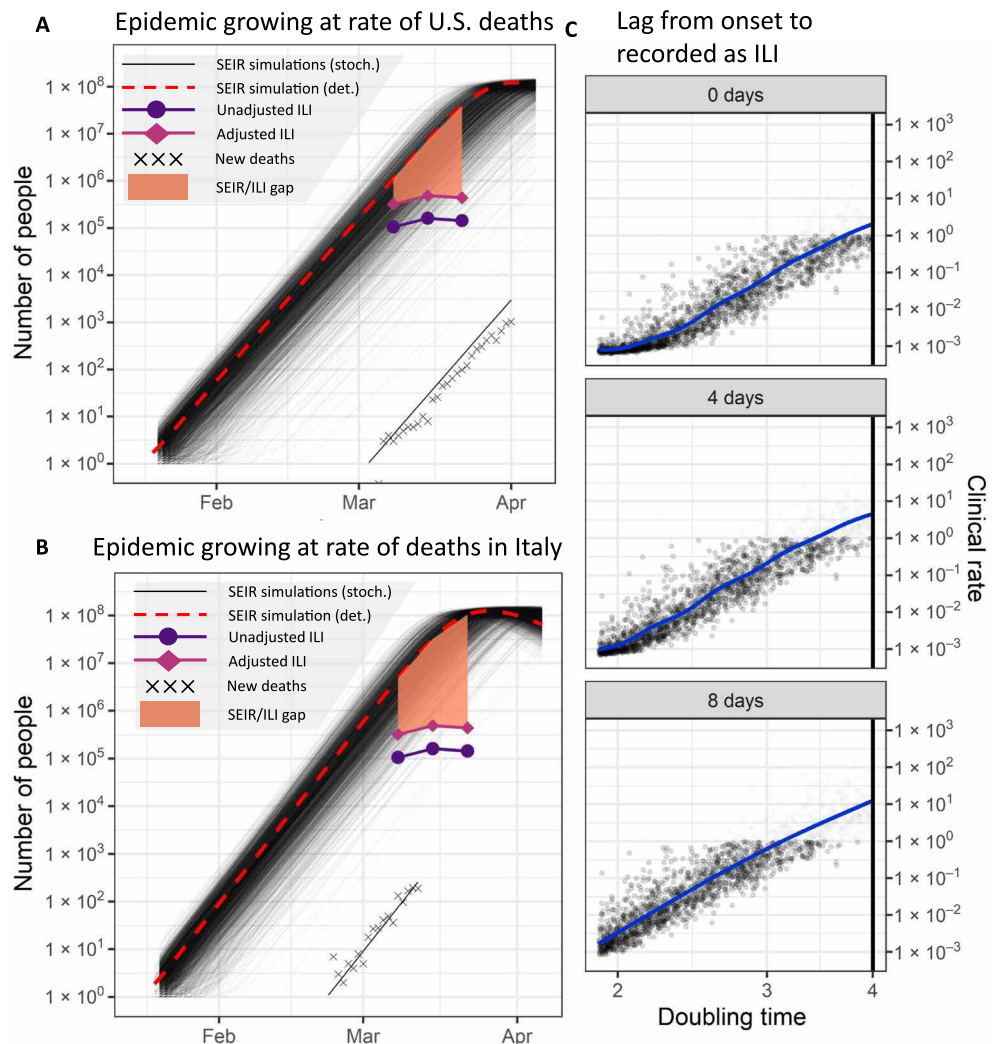 A
Epidemic growing at rate of U.S. deaths
SEIR simulations (stoch.)
SEIR simulation (det.)
Unadjusted ILI
Adjusted ILI
New deaths
SEIR/ILI gap
Number of people
1 × 10⁸
1 × 10⁷
1 × 10⁶
1 × 10⁵
1 × 10⁴
1 × 10³
1 × 10²
1 × 10¹
1 × 10⁰
Feb
Mar
Apr
B
Epidemic growing at rate of deaths in Italy
SEIR simulations (stoch.)
SEIR simulation (det.)
Unadjusted ILI
Adjusted ILI
New deaths
SEIR/ILI gap
Number of people
1 × 10⁸
1 × 10⁷
1 × 10⁶
1 × 10⁵
1 × 10⁴
1 × 10³
1 × 10²
1 × 10¹
1 × 10⁰
Feb
Mar
Apr
C
Lag from onset to
recorded as ILI
0 days
1 × 10³
1 × 10²
1 × 10¹
1 × 10⁰
1 × 10⁻¹
1 × 10⁻²
1 × 10⁻³
4 days
1 × 10³
1 × 10²
1 × 10¹
1 × 10⁰
1 × 10⁻¹
1 × 10⁻²
1 × 10⁻³
8 days
1 × 10³
1 × 10²
1 × 10¹
1 × 10⁰
1 × 10⁻¹
1 × 10⁻²
1 × 10⁻³
Clinical rate
2
3
4
Doubling time